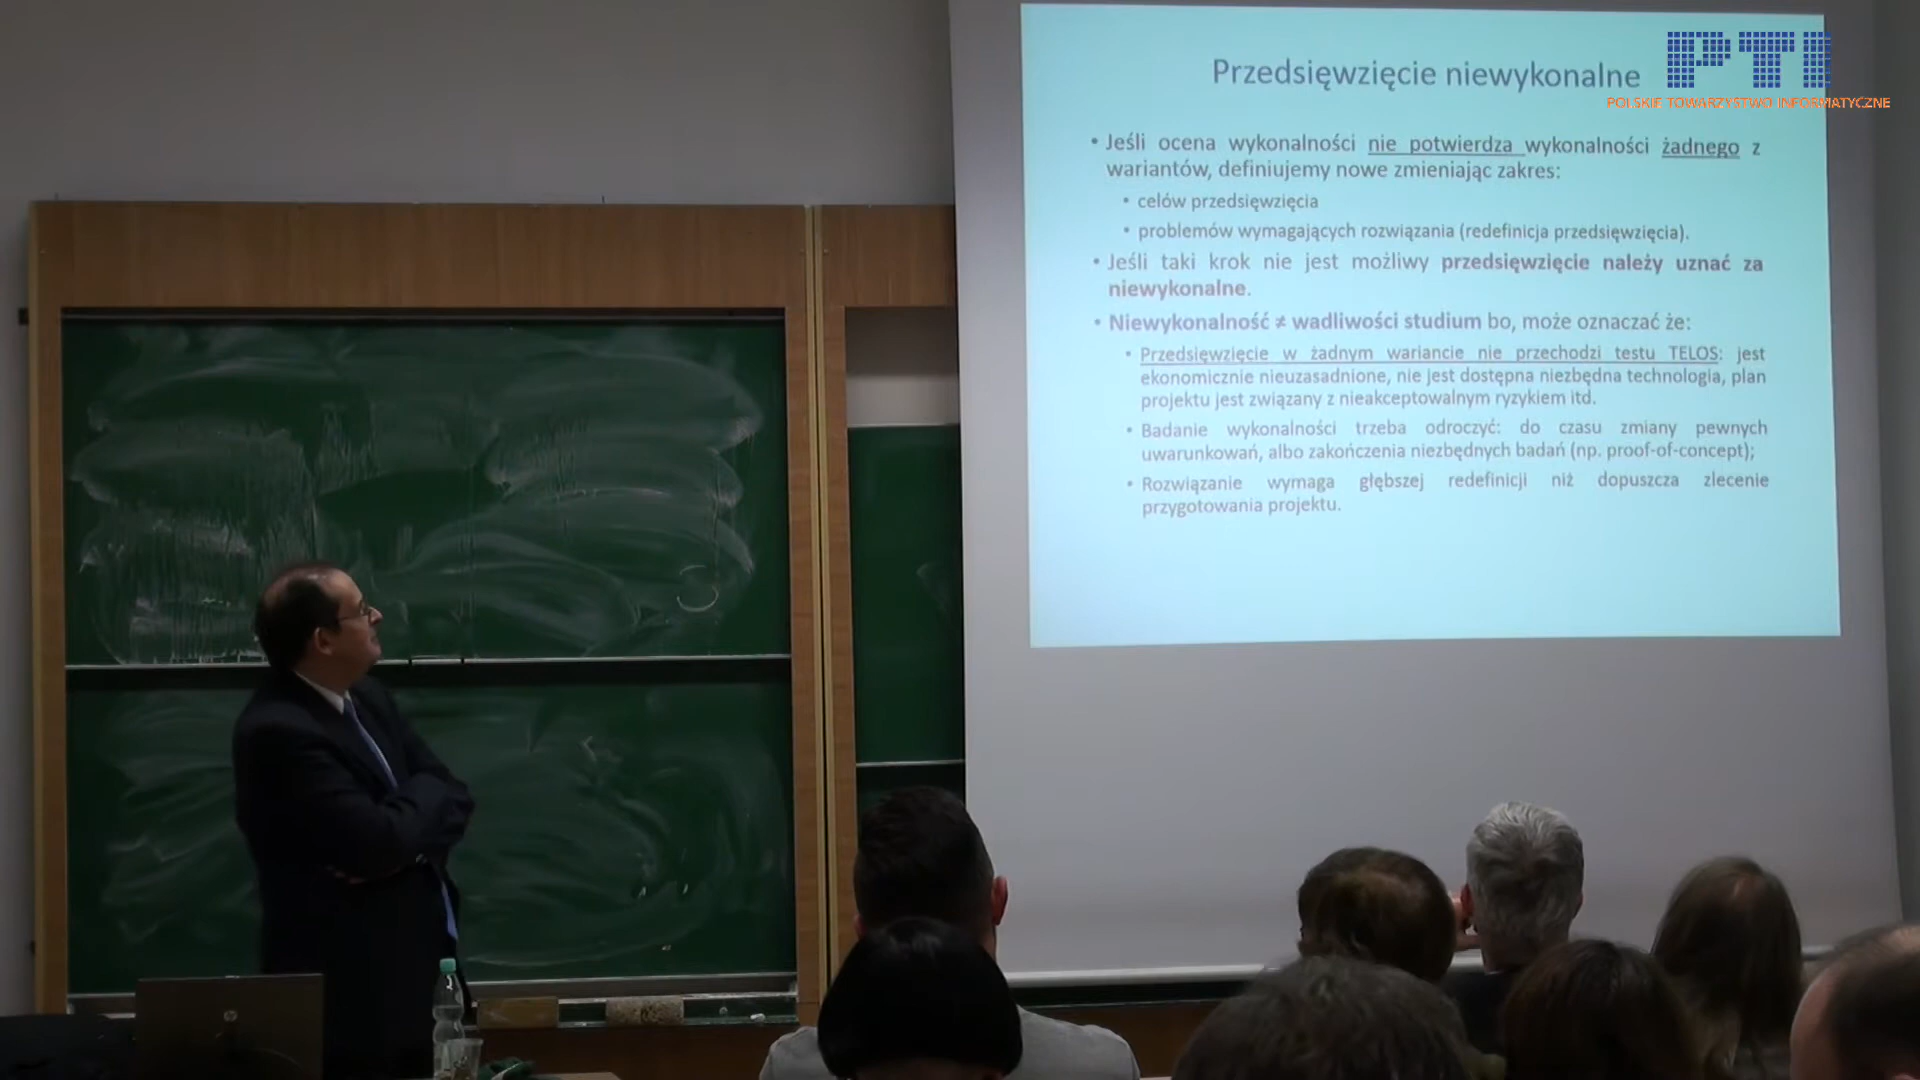 Przedsięwzięcie niewykonalne
PTI
POLSKIE TOWARZYSTWO INFORMATYCZNE
• Jeśli ocena wykonalności nie potwierdza wykonalności żadnego z
wariantów, definiujemy nowe zmieniając zakres:
• celów przedsięwzięcia
• problemów wymagających rozwiązania (redefinicja przedsięwzięcia).
• Jeśli taki krok nie jest możliwy przedsięwzięcie należy uznać za
niewykonalne.
• Niewykonalność ≠ wadliwości studium bo, może oznaczać że:
• Przedsięwzięcie w żadnym wariancie nie przechodzi testu TELOS: jest
ekonomicznie nieuzasadnione, nie jest dostępna niezbędna technologia, plan
projektu jest związany z nieakceptowalnym ryzykiem itd.
• Badanie wykonalności trzeba odroczyć: do czasu zmiany pewnych
uwarunkowań, albo zakończenia niezbędnych badań (np. proof-of-concept);
• Rozwiązanie wymaga głębszej redefinicji niż dopuszcza zlecenie
przygotowania projektu.
hp